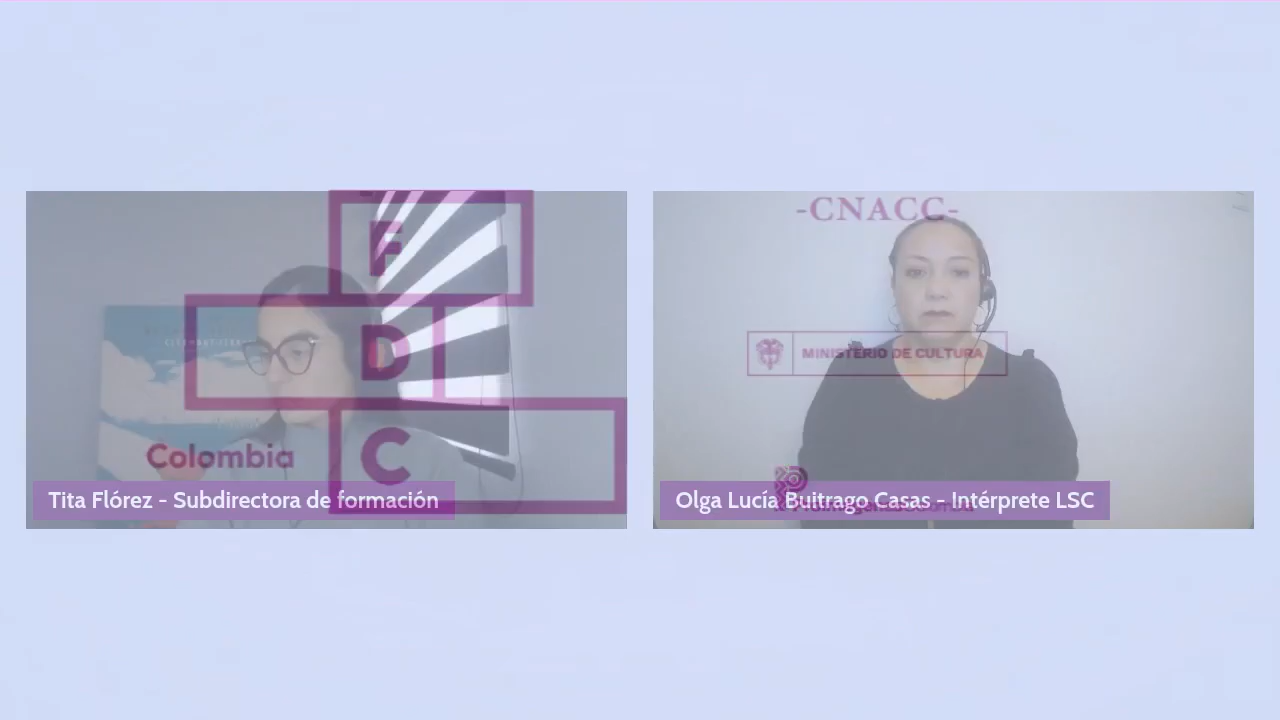 -CNACC-
F
D
C
MINISTERIO DE CULTURA
Colombia
Tita Flórez - Subdirectora de formación
Olga Lucía Buitrago Casas - Intérprete LSC